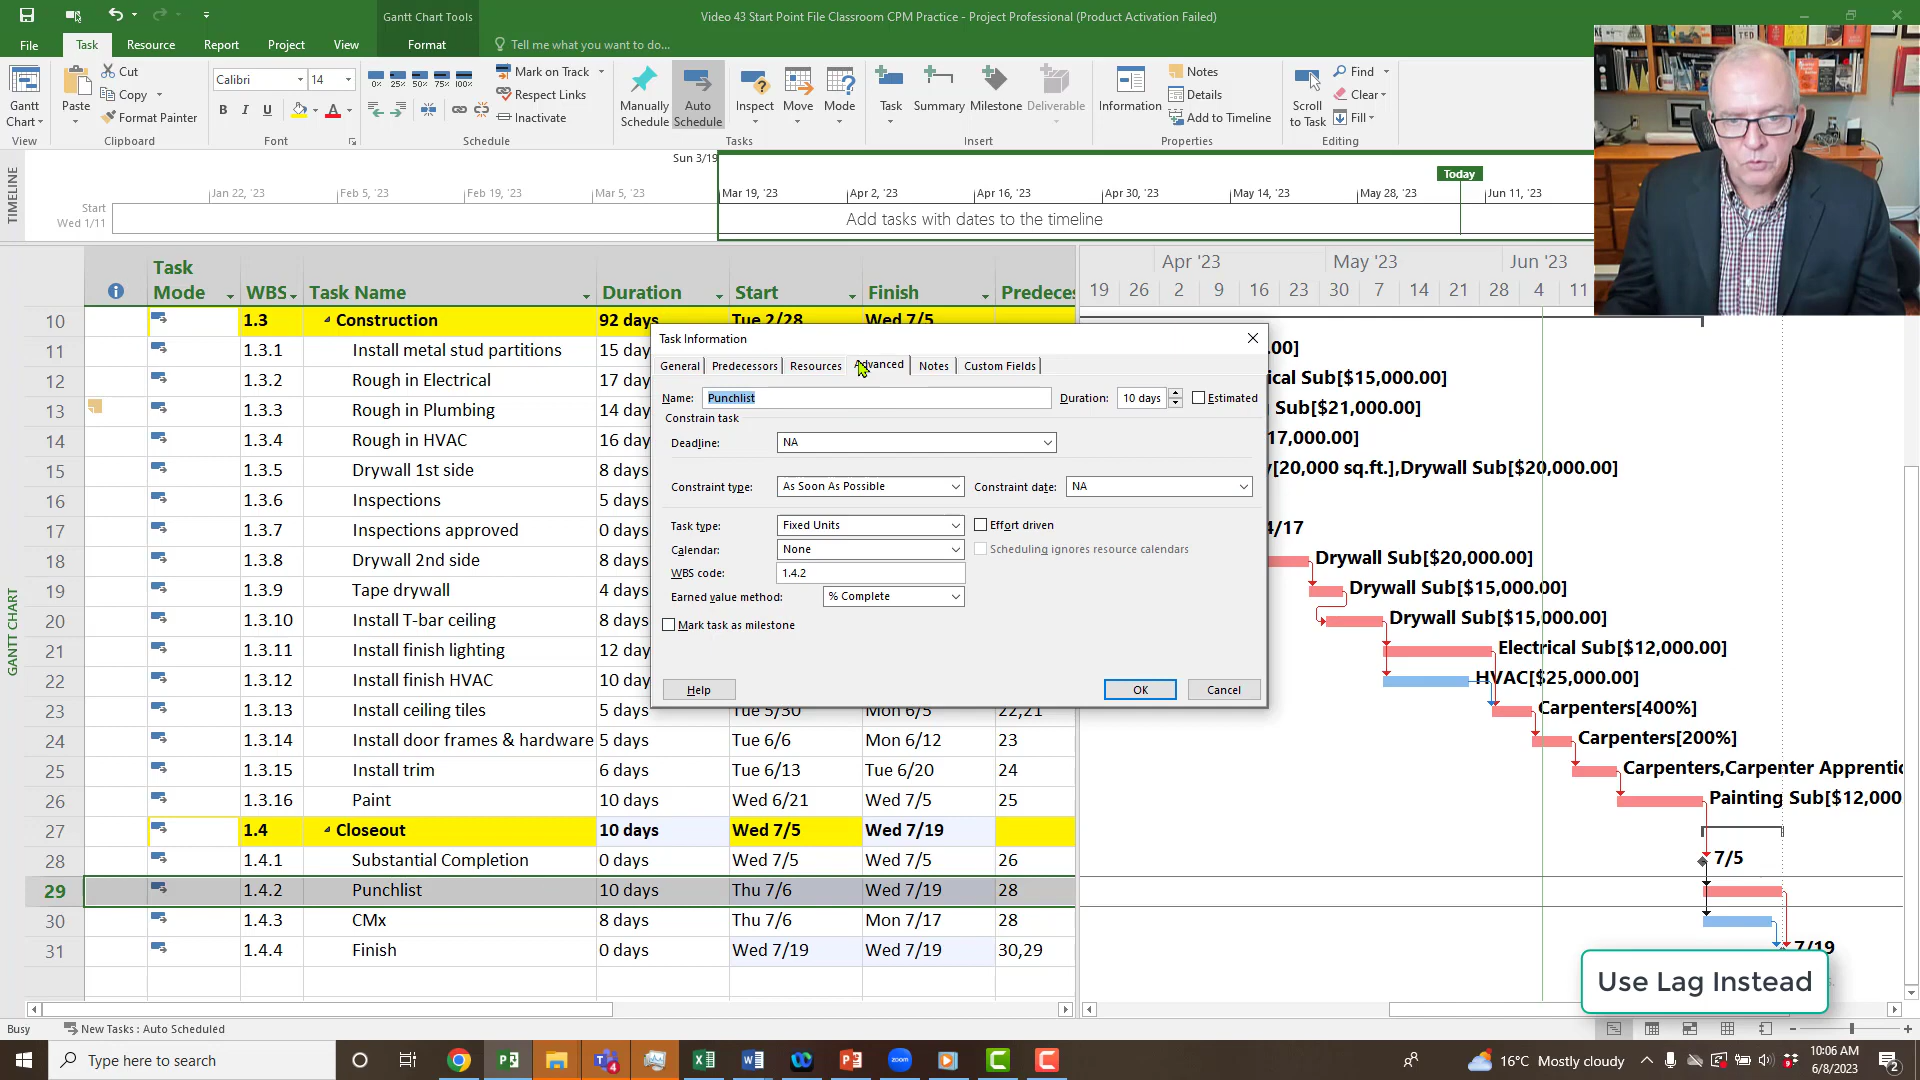 Gantt Chart Tools
Video 43 Start Point File Classroom CPM Practice - Project Professional (Product Activation Failed)
File Task Resource Report Project View Format Tell me what you want to do...
Gantt Chart View
Paste Cut Copy Format Painter Clipboard
Calibri 14 B I U A Font
0% 25% 50% 75% 100% Mark on Track Respect Links Inactivate Schedule
Manually Schedule Auto Schedule Inspect Move Mode Tasks
Task Summary Milestone Deliverable Insert
Information Notes Details Add to Timeline Properties
Scroll to Task Find Clear Fill Editing
TIMELINE
Sun 3/19
Today
Jan 22, '23 Feb 5, '23 Feb 19, '23 Mar 5, '23 Mar 19, '23 Apr 2, '23 Apr 16, '23 Apr 30, '23 May 14, '23 May 28, '23 Jun 11, '23
Start
Wed 1/11
Add tasks with dates to the timeline
GANTT CHART
Task Mode WBS Task Name Duration Start Finish Predeces
Apr '23 May '23 Jun '23
19 26 2 9 16 23 30 7 14 21 28 4 11
10 1.3 Construction 92 days Tue 2/28 Wed 7/5
11 1.3.1 Install metal stud partitions 15 day
12 1.3.2 Rough in Electrical 17 day
13 1.3.3 Rough in Plumbing 14 day
14 1.3.4 Rough in HVAC 16 day
15 1.3.5 Drywall 1st side 8 days
16 1.3.6 Inspections 5 days
17 1.3.7 Inspections approved 0 days
18 1.3.8 Drywall 2nd side 8 days
19 1.3.9 Tape drywall 4 days
20 1.3.10 Install T-bar ceiling 8 days
21 1.3.11 Install finish lighting 12 day
22 1.3.12 Install finish HVAC 10 day
23 1.3.13 Install ceiling tiles 5 days Tue 5/30 Mon 6/5 22,21
24 1.3.14 Install door frames & hardware 5 days Tue 6/6 Mon 6/12 23
25 1.3.15 Install trim 6 days Tue 6/13 Tue 6/20 24
26 1.3.16 Paint 10 days Wed 6/21 Wed 7/5 25
27 1.4 Closeout 10 days Wed 7/5 Wed 7/19
28 1.4.1 Substantial Completion 0 days Wed 7/5 Wed 7/5 26
29 1.4.2 Punchlist 10 days Thu 7/6 Wed 7/19 28
30 1.4.3 CMx 8 days Thu 7/6 Mon 7/17 28
31 1.4.4 Finish 0 days Wed 7/19 Wed 7/19 30,29
Task Information
General Predecessors Resources Advanced Notes Custom Fields
Name: Punchlist Duration: 10 days Estimated
Constrain task
Deadline: NA
Constraint type: As Soon As Possible Constraint date: NA
Task type: Fixed Units Effort driven
Calendar: None Scheduling ignores resource calendars
WBS code: 1.4.2
Earned value method: % Complete
Mark task as milestone
Help OK Cancel
.00]
ical Sub[$15,000.00]
Sub[$21,000.00]
17,000.00]
[20,000 sq.ft.],Drywall Sub[$20,000.00]
4/17
Drywall Sub[$20,000.00]
Drywall Sub[$15,000.00]
Drywall Sub[$15,000.00]
Electrical Sub[$12,000.00]
HVAC[$25,000.00]
Carpenters[400%]
Carpenters[200%]
Carpenters,Carpenter Apprentic
Painting Sub[$12,000
7/5
7/19
Use Lag Instead
Busy New Tasks : Auto Scheduled
Type here to search
16°C Mostly cloudy
10:06 AM
6/8/2023